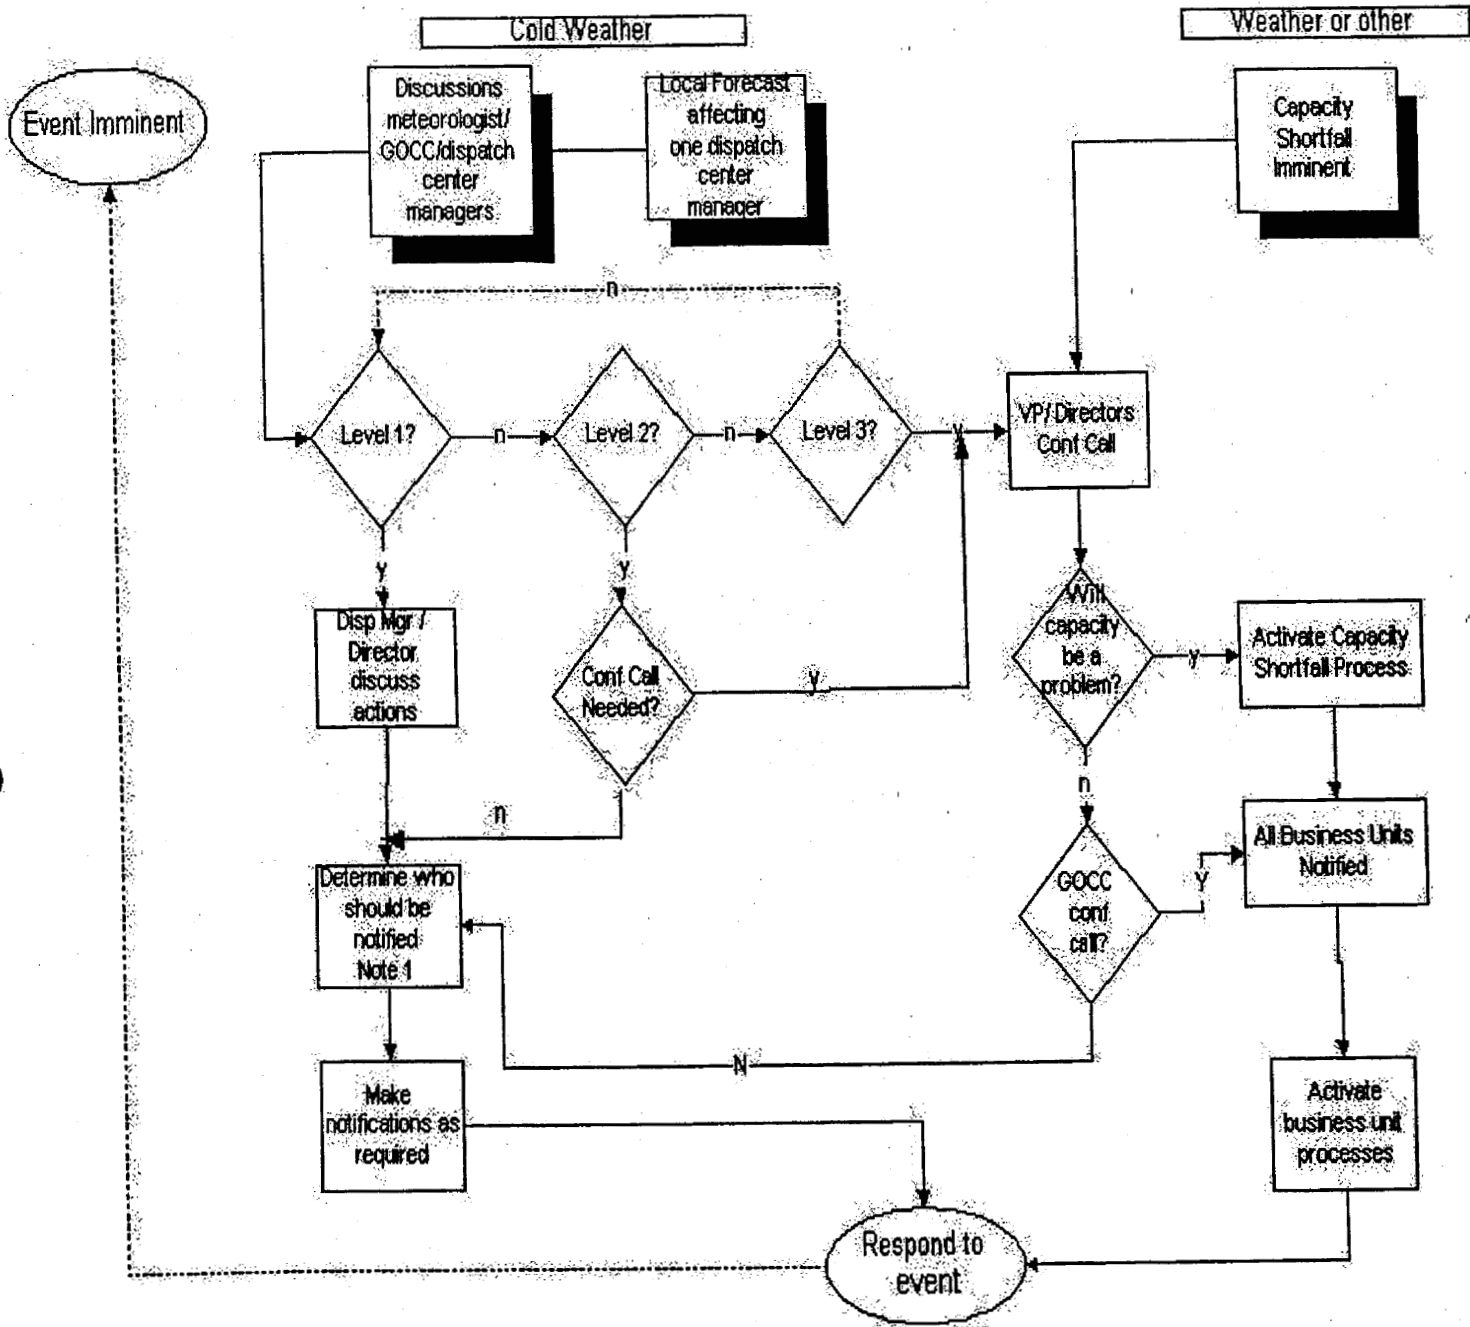 Cold Weather
Weather or other
Event Imminent
Discussions
meteorologist/
GOCC/dispatch
center
managers
Local Forecast
affecting
one dispatch
center
manager
Capacity
Shortfall
Imminent
n
Level 1?
n
Level 2?
n
Level 3?
y
VP/ Directors
Conf Call
y
y
Disp Mgr /
Director
discuss
actions
Conf Call
Needed?
y
Will
capacity
be a
problem?
y
Activate Capacity
Shortfall Process
n
n
Determine who
should be
notified
Note 1
GOCC
conf
call?
Y
All Business Units
Notified
N
Make
notifications as
required
Activate
business unit
processes
Respond to
event